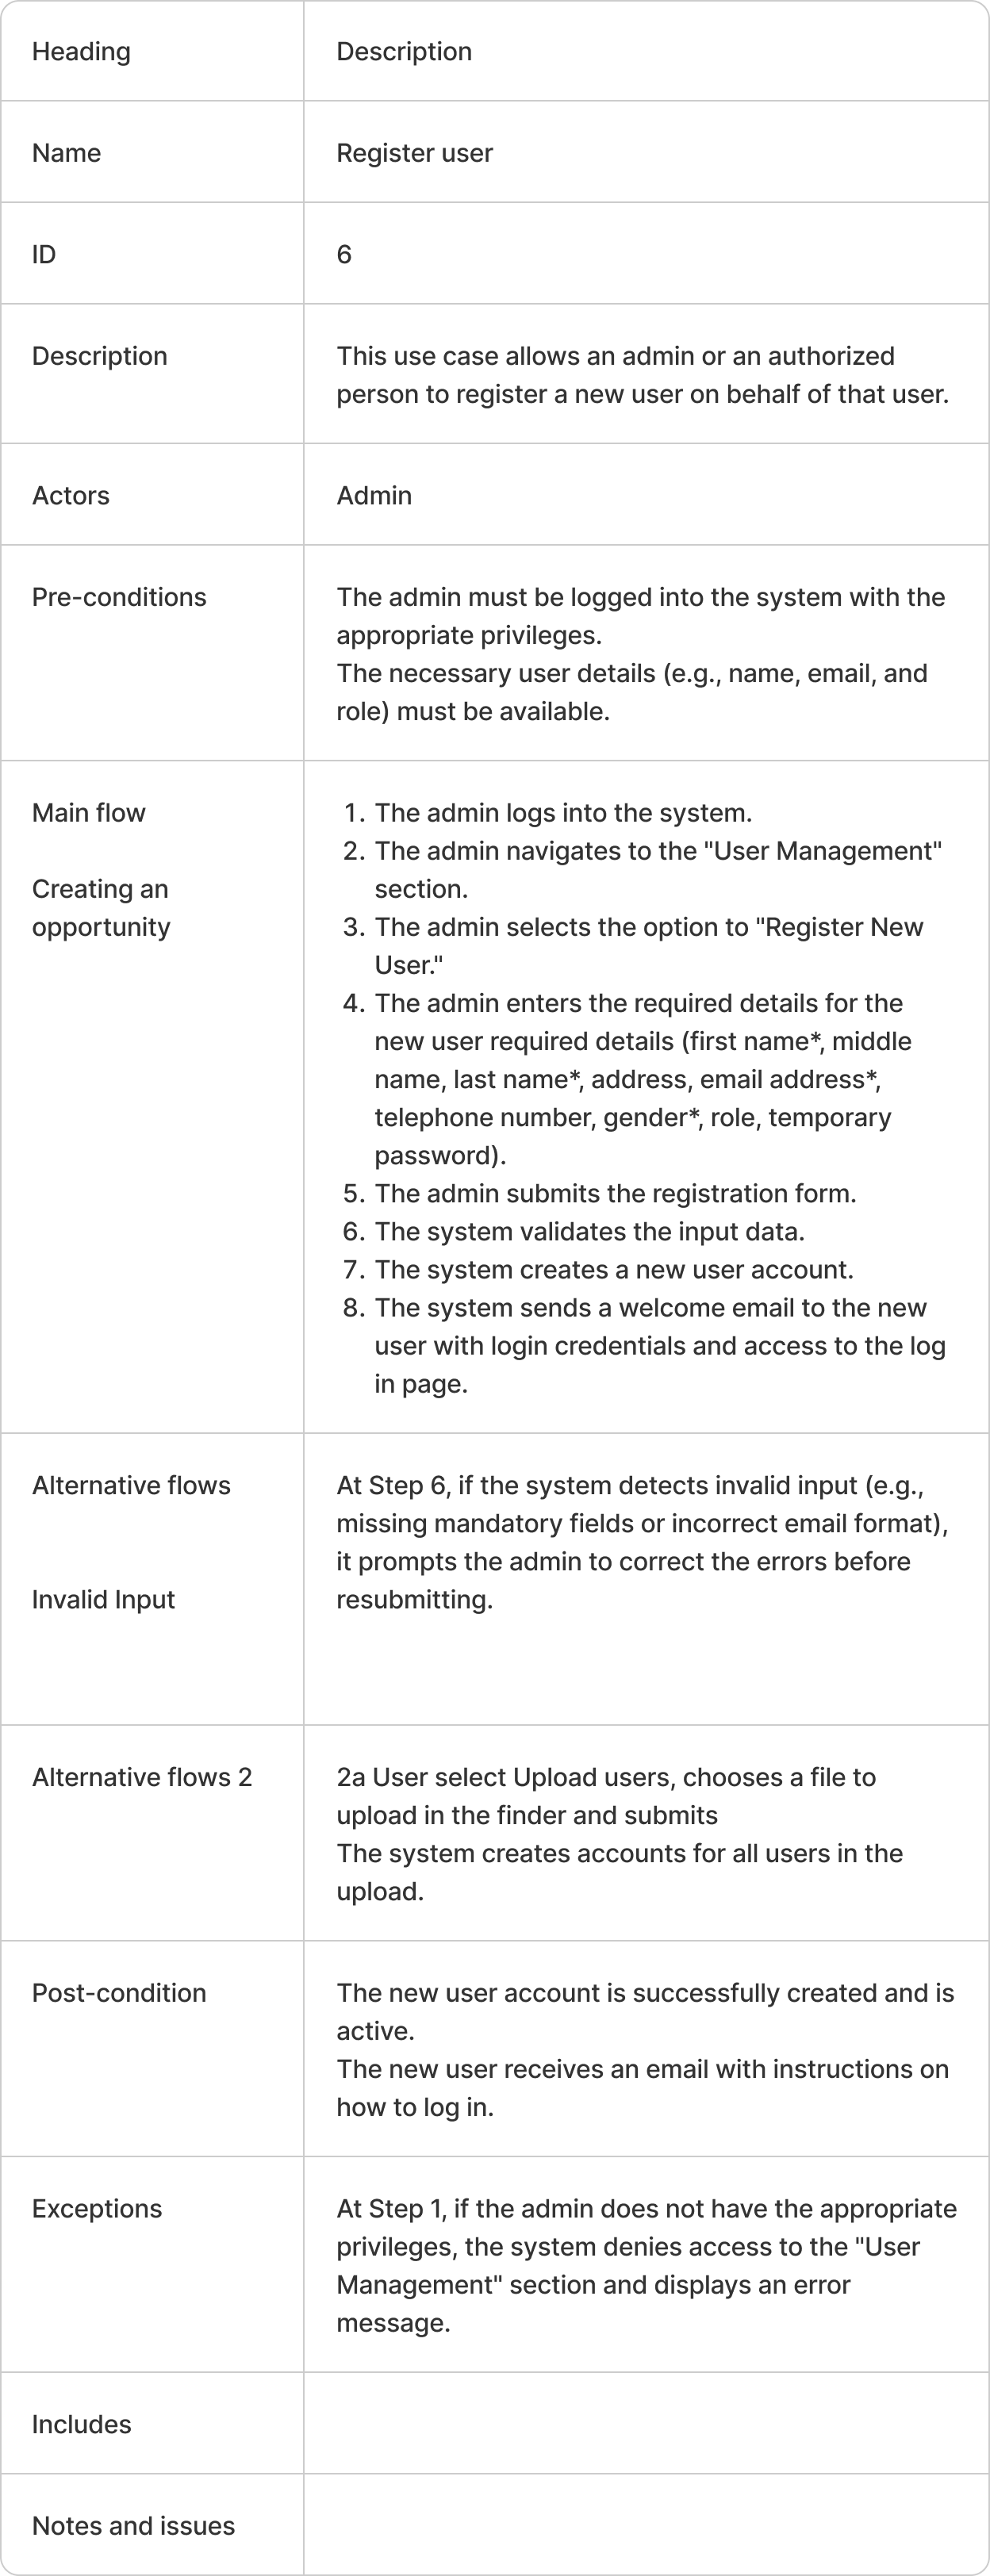 Heading
Description
Name
Register user
ID
6
Description
This use case allows an admin or an authorized
person to register a new user on behalf of that user.
Actors
Admin
Pre-conditions
The admin must be logged into the system with the
appropriate privileges.
The necessary user details (e.g., name, email, and
role) must be available.
Main flow
Creating an
opportunity
1. The admin logs into the system.
2. The admin navigates to the "User Management"
section.
3. The admin selects the option to "Register New
User."
4. The admin enters the required details for the
new user required details (first name*, middle
name, last name*, address, email address*,
telephone number, gender*, role, temporary
password).
5. The admin submits the registration form.
6. The system validates the input data.
7. The system creates a new user account.
8. The system sends a welcome email to the new
user with login credentials and access to the log
in page.
Alternative flows
Invalid Input
At Step 6, if the system detects invalid input (e.g.,
missing mandatory fields or incorrect email format),
it prompts the admin to correct the errors before
resubmitting.
Alternative flows 2
2a User select Upload users, chooses a file to
upload in the finder and submits
The system creates accounts for all users in the
upload.
Post-condition
The new user account is successfully created and is
active.
The new user receives an email with instructions on
how to log in.
Exceptions
At Step 1, if the admin does not have the appropriate
privileges, the system denies access to the "User
Management" section and displays an error
message.
Includes
Notes and issues